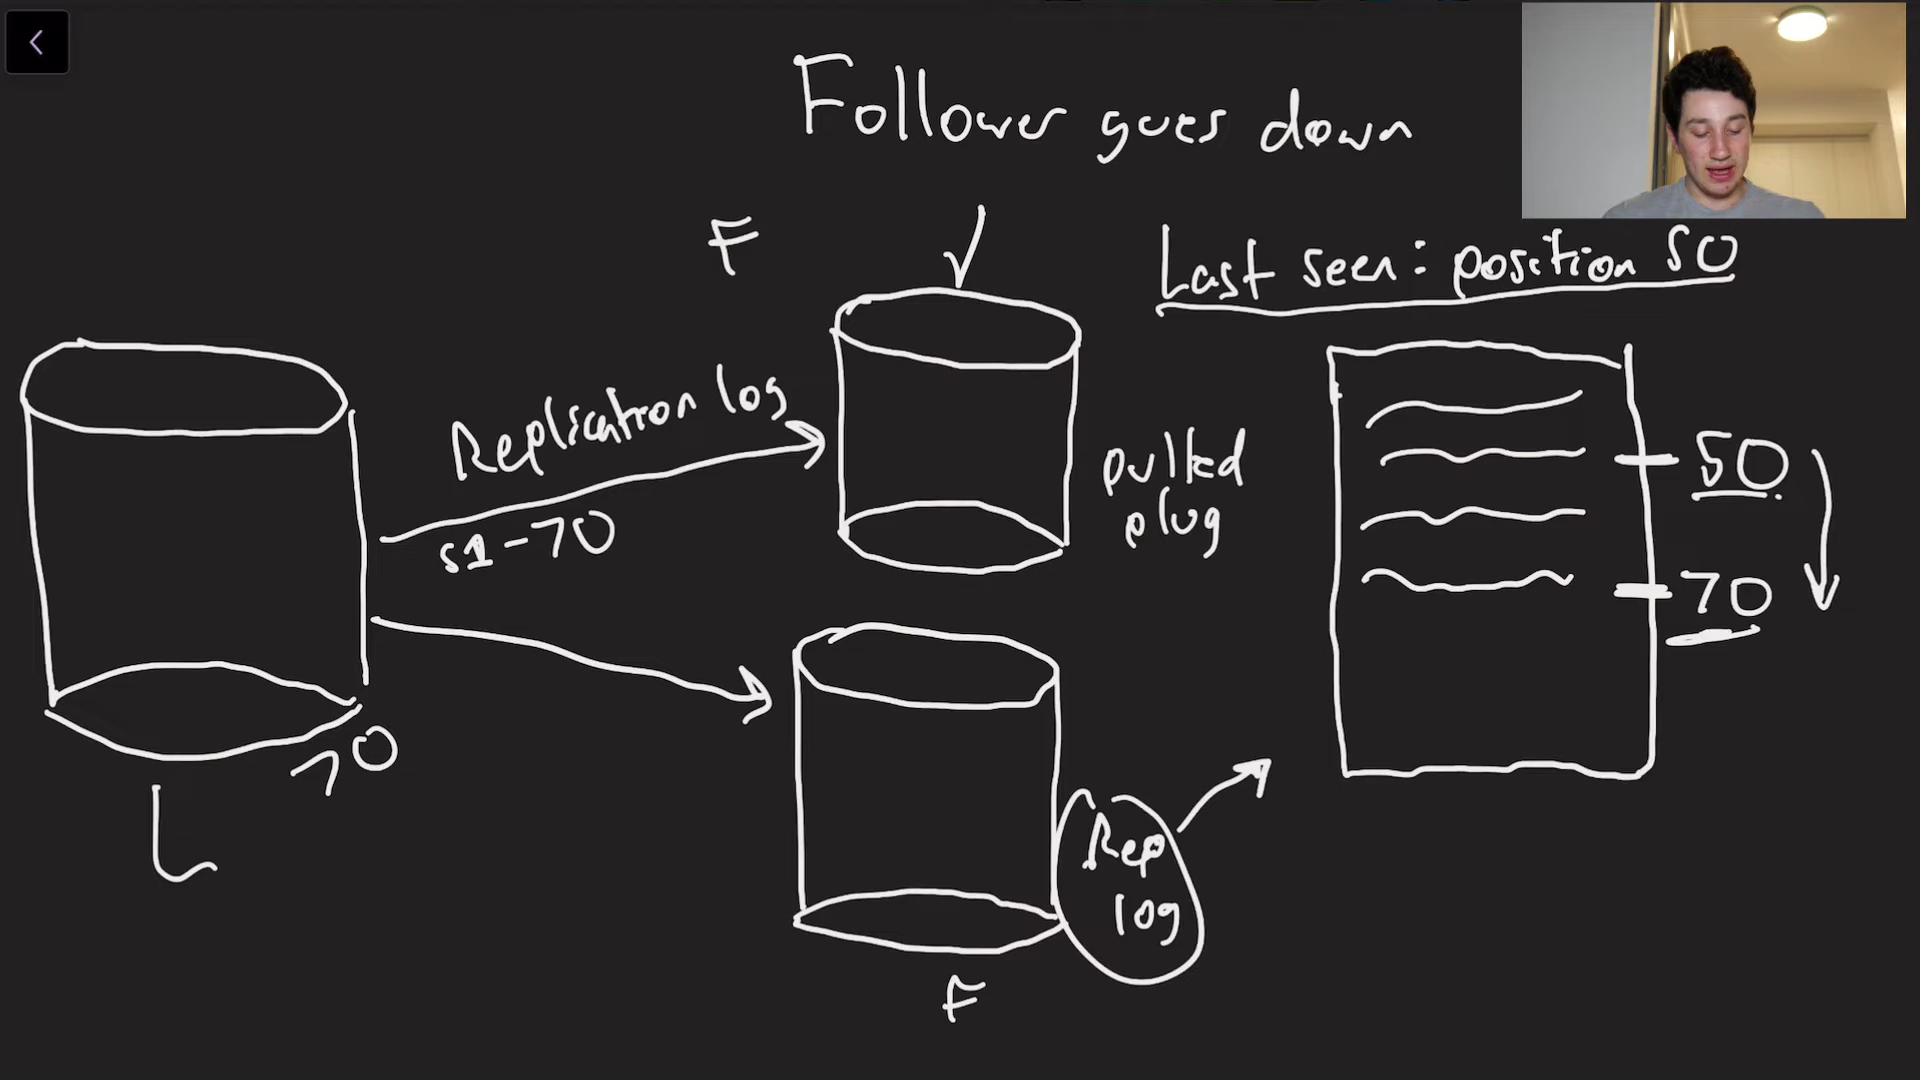 Follower goes down
F
Last seen: position 50
Replication log
51-70
pulled
plug
50
70
70
L
Rep
log
F